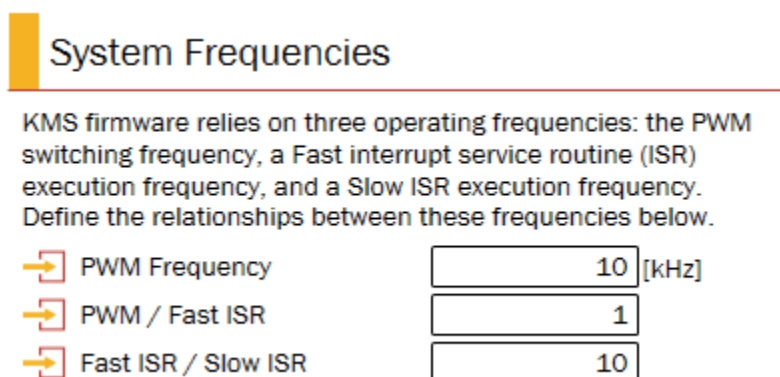 System Frequencies
KMS firmware relies on three operating frequencies: the PWM
switching frequency, a Fast interrupt service routine (ISR)
execution frequency, and a Slow ISR execution frequency.
Define the relationships between these frequencies below.
PWM Frequency 10 [kHz]
PWM / Fast ISR 1
Fast ISR / Slow ISR 10